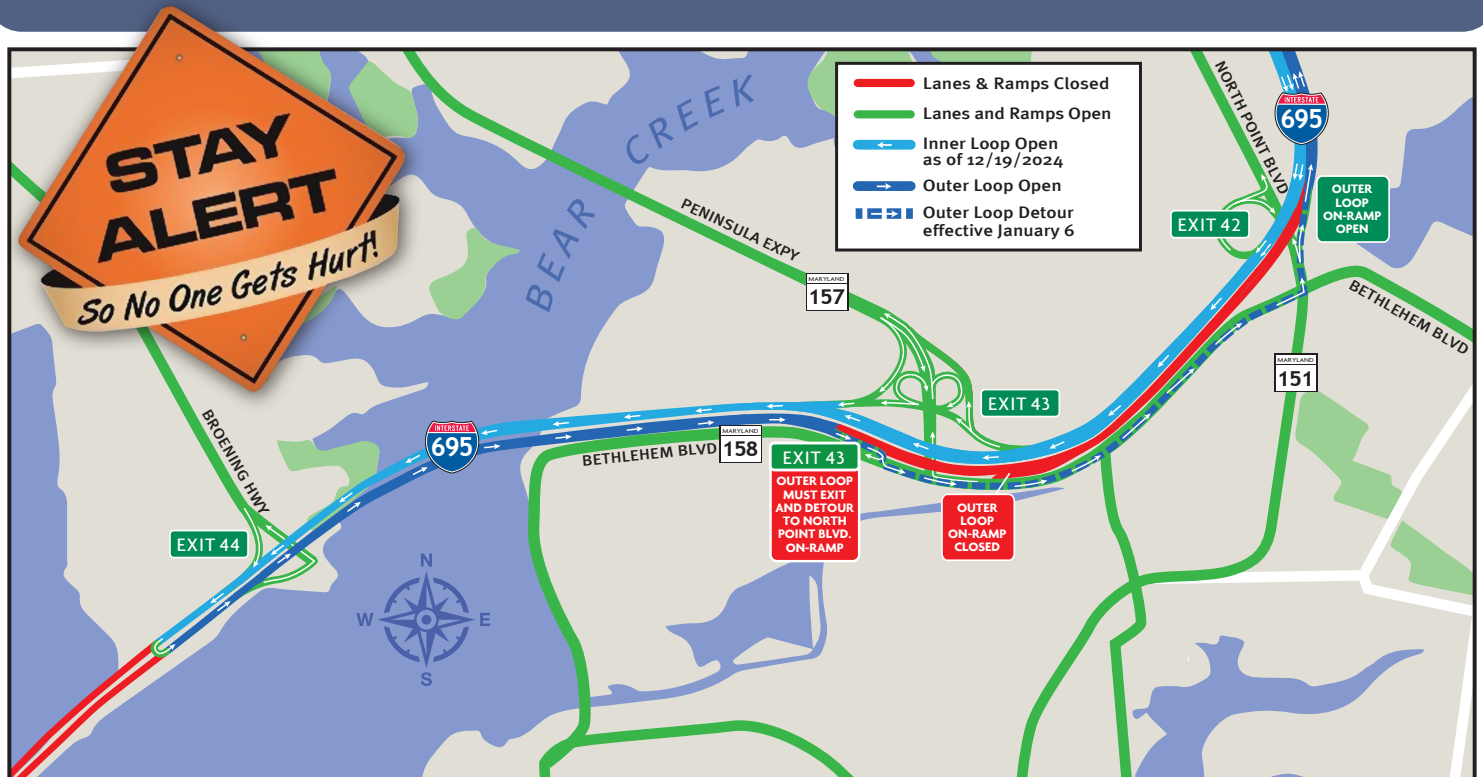 STAY
ALERT
So No One Gets Hurt!
Lanes & Ramps Closed
Lanes and Ramps Open
Inner Loop Open
as of 12/19/2024
Outer Loop Open
Outer Loop Detour
effective January 6
BEAR CREEK
PENINSULA EXPY
MARYLAND
157
NORTH POINT BLVD
INTERSTATE
695
EXIT 42
OUTER
LOOP
ON-RAMP
OPEN
BETHLEHEM BLVD
MARYLAND
151
EXIT 43
BROENING HWY
INTERSTATE
695
BETHLEHEM BLVD
MARYLAND
158
EXIT 43
OUTER LOOP
MUST EXIT
AND DETOUR
TO NORTH
POINT BLVD.
ON-RAMP
OUTER
LOOP
ON-RAMP
CLOSED
EXIT 44
N
W
E
S